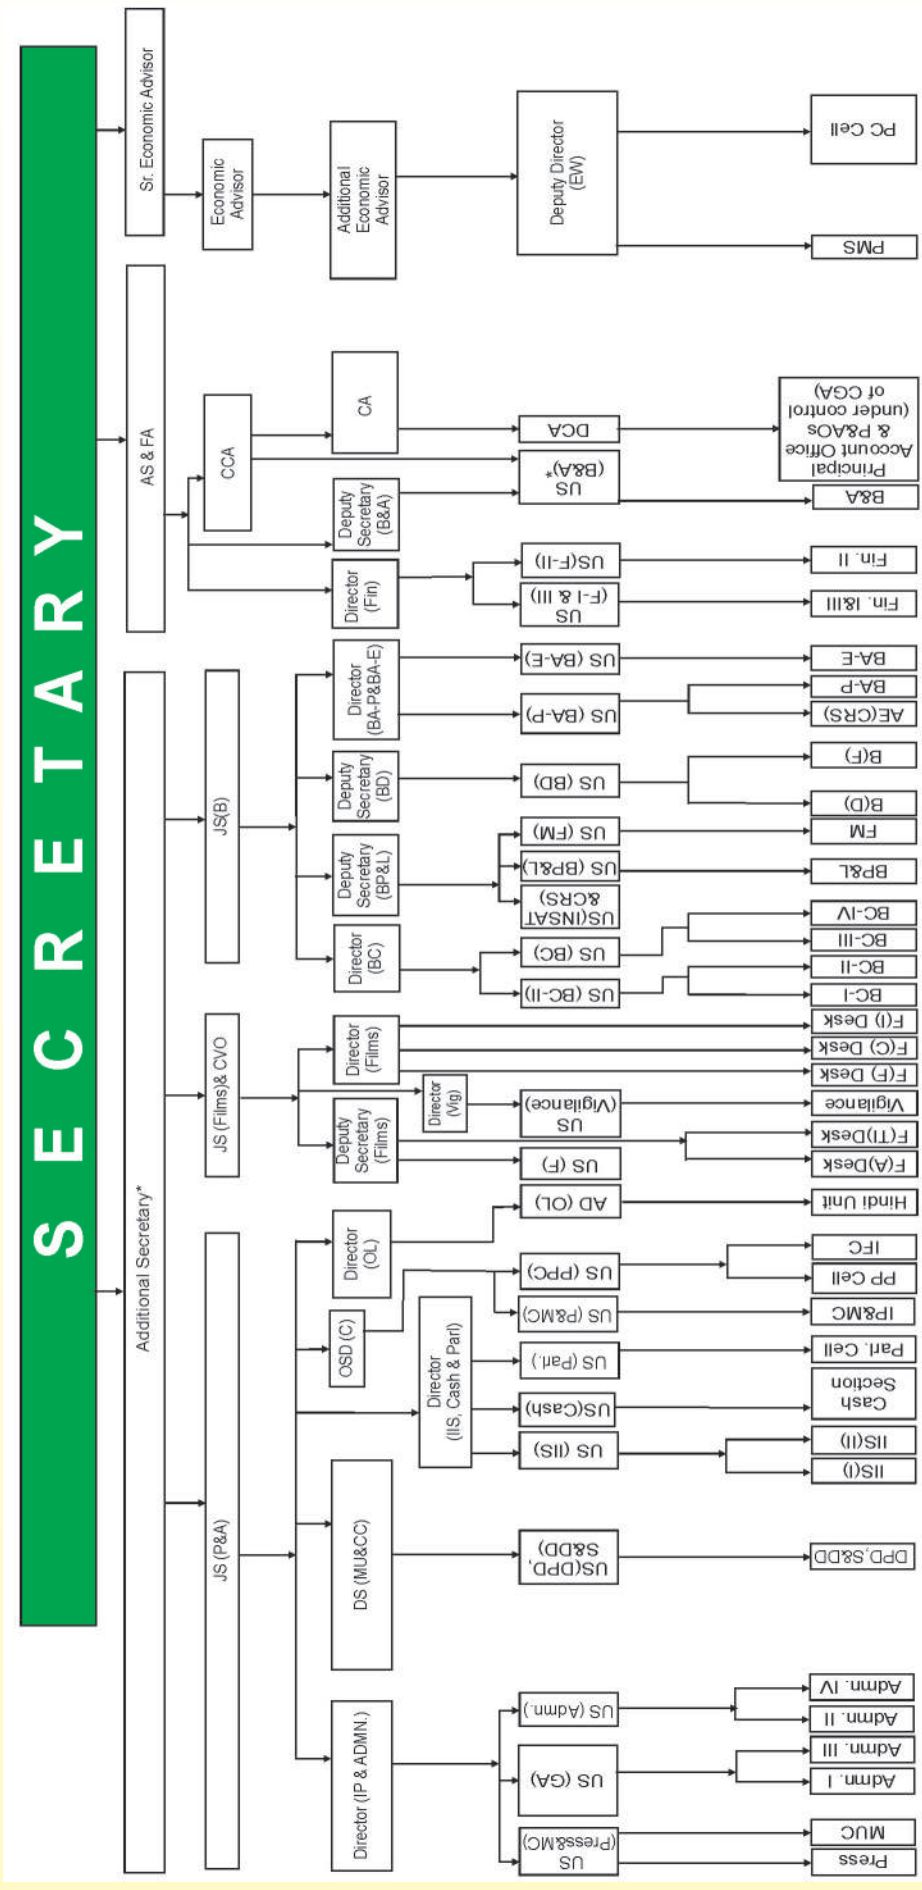 SECRETARY
Additional Secretary*
AS & FA
Sr. Economic Advisor
JS (P&A)
JS (Films)& CVO
JS(B)
CCA
Economic
Advisor
Director (IP & ADMN.)
DS (MU&CC)
Director
(IIS, Cash & Parl)
OSD (C)
Director
(OL)
Deputy
Secretary
(Films)
Director
(Vig)
Director
(Films)
Director
(BC)
Deputy
Secretary
(BP&L)
Deputy
Secretary
(BD)
Director
(BA-P&BA-E)
Director
(Fin)
Deputy
Secretary
(B&A)
CA
Additional
Economic
Advisor
US
(Press&MC)
US (GA)
US (Admn.)
US(DPD,
S&DD)
US (IIS)
US(Cash)
US (Parl.)
US (P&MC)
US (PPC)
AD (OL)
US (F)
US
(Vigilance)
US (BC-II)
US (BC)
US(INSAT
&CRS)
US (BP&L)
US (FM)
US (BD)
US (BA-P)
US (BA-E)
US
(F-I & III)
US(F-II)
US
(B&A)*
DCA
Deputy Director
(EW)
Press
MUC
Admn. I
Admn. III
Admn. II
Admn. IV
DPD, S&DD
IIS(I)
IIS(II)
Cash
Section
Parl. Cell
IP&MC
PP Cell
IFC
Hindi Unit
F(A)Desk
F(TI)Desk
Vigilance
F(F) Desk
F(C) Desk
F(I) Desk
BC-I
BC-II
BC-III
BC-IV
BP&L
FM
B(D)
B(F)
AE(CRS)
BA-P
BA-E
Fin. I&III
Fin. II
B&A
Principal
Account Office
& P&AOs
(under control
of CGA)
PMS
PC Cell